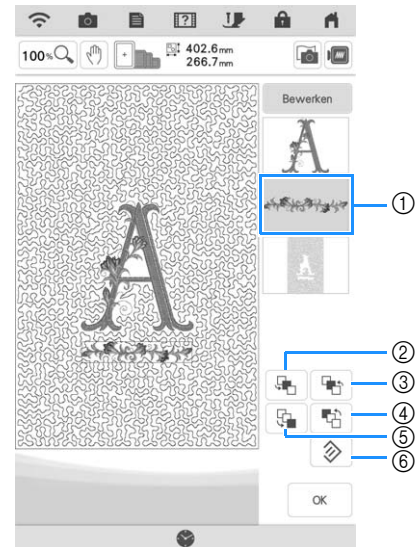 100%
402.6mm
266.7mm
Bewerken
A
A
①
②
③
④
⑤
⑥
OK